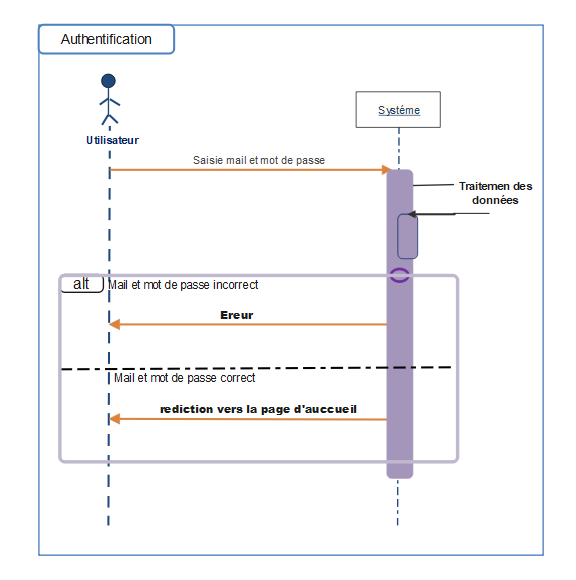 Authentification
Utilisateur
Systéme
Saisie mail et mot de passe
Traitemen des
données
alt
Mail et mot de passe incorrect
Ereur
Mail et mot de passe correct
rediction vers la page d'auccueil